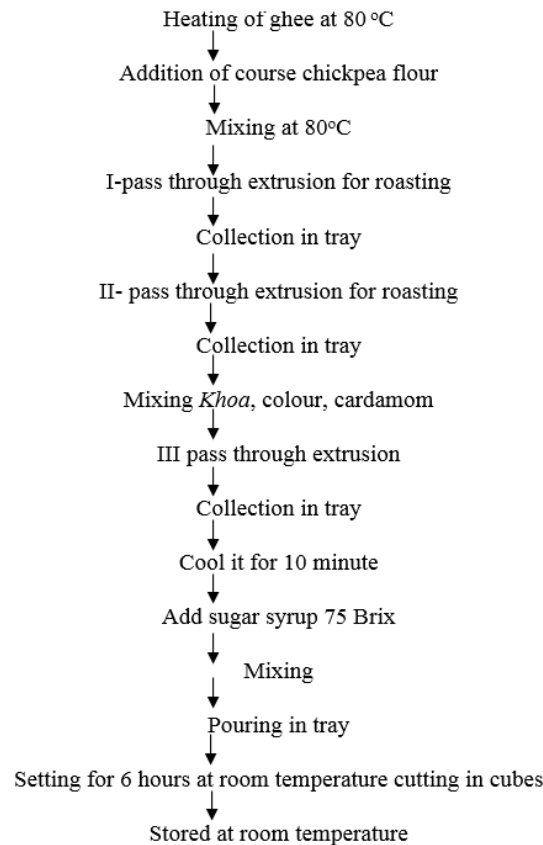 Heating of ghee at 80 °C
Addition of course chickpea flour
Mixing at 80°C
I-pass through extrusion for roasting
Collection in tray
II- pass through extrusion for roasting
Collection in tray
Mixing Khoa, colour, cardamom
III pass through extrusion
Collection in tray
Cool it for 10 minute
Add sugar syrup 75 Brix
Mixing
Pouring in tray
Setting for 6 hours at room temperature cutting in cubes
Stored at room temperature